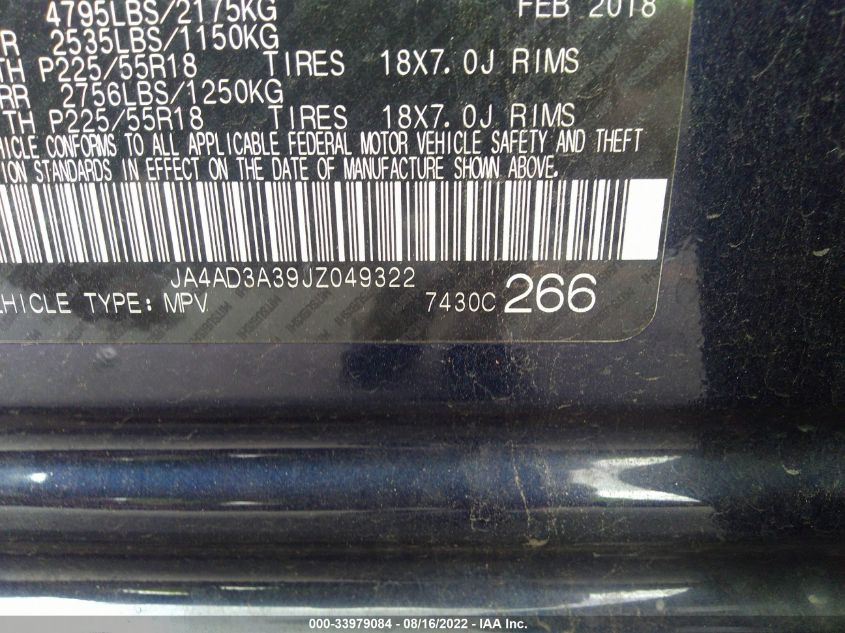 4795LBS/2175KG FEB 2018
R 2535LBS/1150KG
TH P225/55R18 TIRES 18X7.0J RIMS
RR 2756LBS/1250KG
TH P225/55R18 TIRES 18X7.0J RIMS
HICLE CONFORMS TO ALL APPLICABLE FEDERAL MOTOR VEHICLE SAFETY AND THEFT
ION STANDARDS IN EFFECT ON THE DATE OF MANUFACTURE SHOWN ABOVE.
JA4AD3A39JZ049322
EHICLE TYPE: MPV 7430C 266
000-33979084 - 08/16/2022 - IAA Inc.